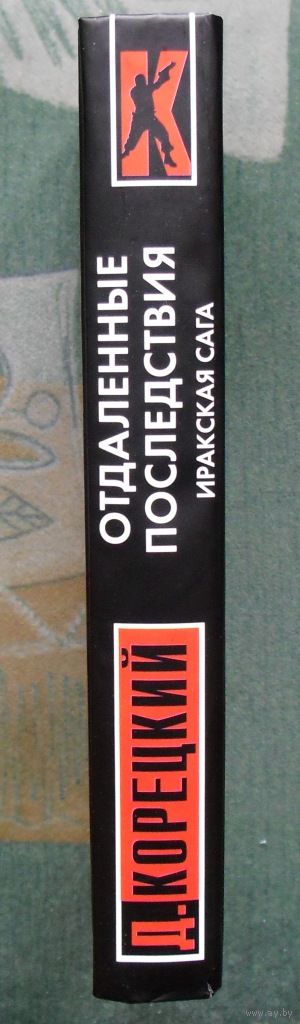 Д. КОРЕЦКИЙ
ОТДАЛЕННЫЕ
ПОСЛЕДСТВИЯ
ИРАКСКАЯ САГА
К
www.ay.by